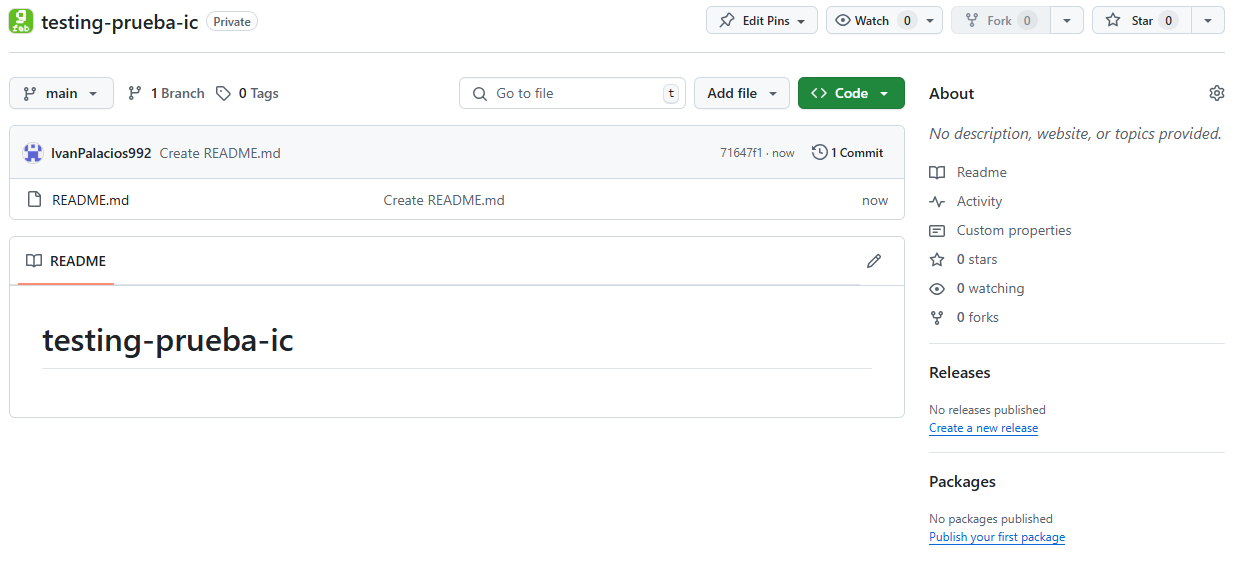 g fab testing-prueba-ic Private Edit Pins Watch 0 Fork 0 Star 0
main 1 Branch 0 Tags Go to file t Add file Code
IvanPalacios992 Create README.md 71647f1 · now 1 Commit
README.md Create README.md now
README
testing-prueba-ic
About
No description, website, or topics provided.
Readme
Activity
Custom properties
0 stars
0 watching
0 forks
Releases
No releases published
Create a new release
Packages
No packages published
Publish your first package